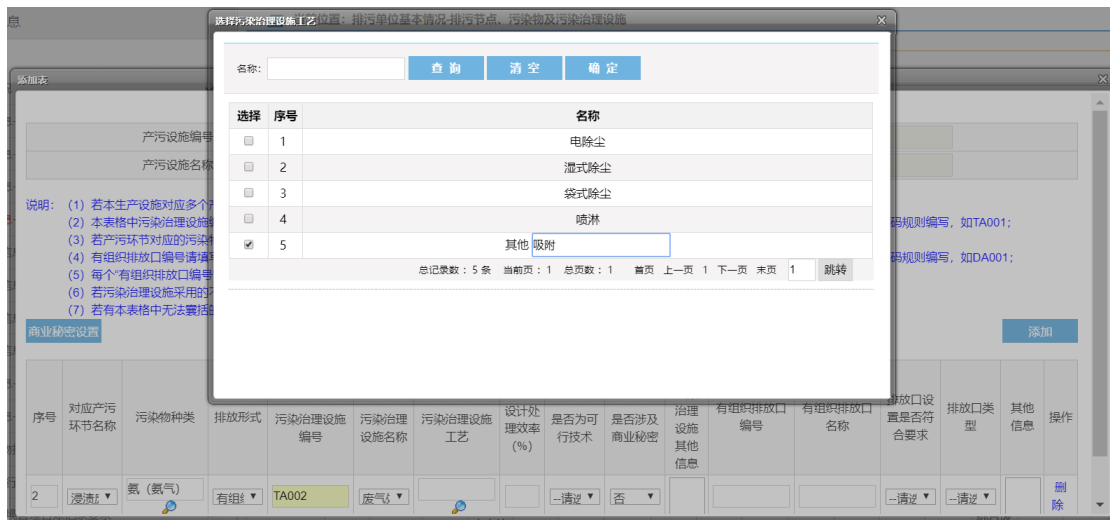 息
当前位置：排污单位基本情况-排污节点、污染物及污染治理设施
选择污染治理设施工艺
名称：
查 询
清 空
确 定
添加表
选择 序号 名称
1 电除尘
2 湿式除尘
3 袋式除尘
4 喷淋
5 其他 吸附
总记录数：5 条 当前页：1 总页数：1 首页 上一页 1 下一页 末页 1 跳转
产污设施编号
产污设施名称
说明： (1) 若本生产设施对应多个
(2) 本表格中污染治理设施 码规则编写，如TA001；
(3) 若产污环节对应的污染
(4) 有组织排放口编号请填 码规则编写，如DA001；
(5) 每个“有组织排放口编号
(6) 若污染治理设施采用的
(7) 若有本表格中无法囊括
商业秘密设置
添加
序号 对应产污环节名称 污染物种类 排放形式 污染治理设施编号 污染治理设施名称 污染治理设施工艺 设计处理效率(%) 是否为可行技术 是否涉及商业秘密 治理设施其他信息 有组织排放口编号 有组织排放口名称 排放口设置是否符合要求 排放口类型 其他信息 操作
2 浸渍 氨（氨气） 有组 TA002 废气 --请 否 --请 --请 删除